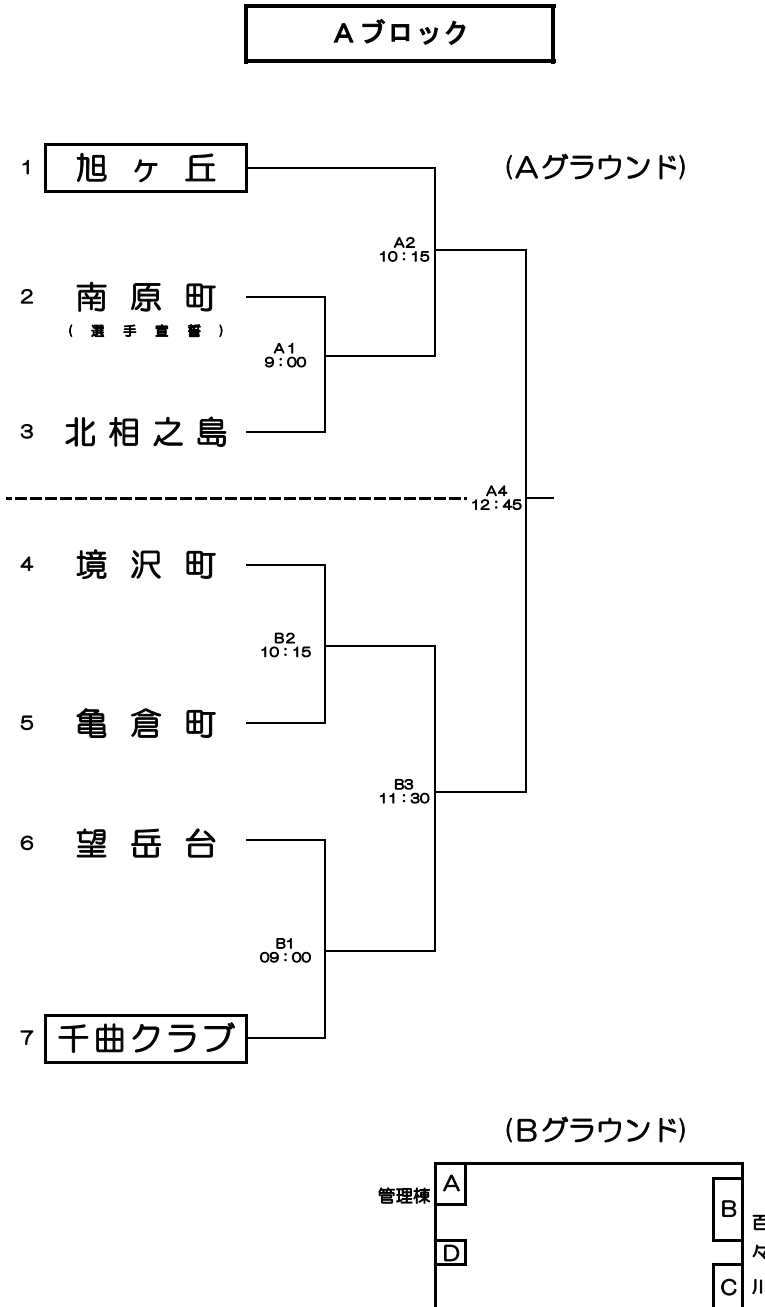 Aブロック
1 旭ヶ丘
(Aグラウンド)
A2
10:15
2 南原町
(選手宣誓)
A1
9:00
3 北相之島
A4
12:45
4 境沢町
B2
10:15
5 亀倉町
B3
11:30
6 望岳台
B1
09:00
7 千曲クラブ
(Bグラウンド)
管理棟
A
B
D
C
百々川